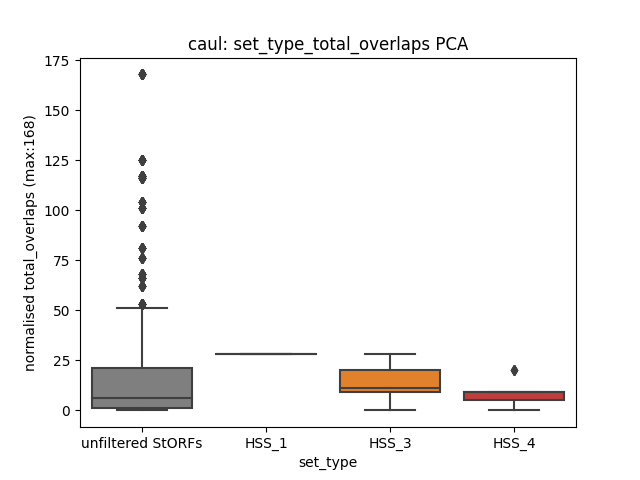 caul: set_type_total_overlaps PCA
normalised total_overlaps (max:168)
175
150
125
100
75
50
25
0
unfiltered StORFs HSS_1 HSS_3 HSS_4
set_type